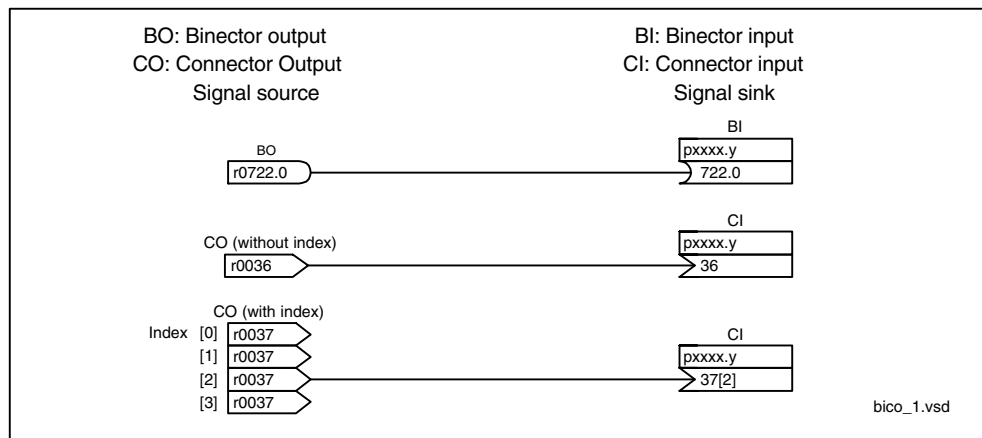 BO: Binector output
CO: Connector Output
Signal source
BI: Binector input
CI: Connector input
Signal sink
BO
r0722.0
BI
pxxxx.y
722.0
CO (without index)
r0036
CI
pxxxx.y
36
CO (with index)
Index [0] r0037
[1] r0037
[2] r0037
[3] r0037
CI
pxxxx.y
37[2]
bico_1.vsd